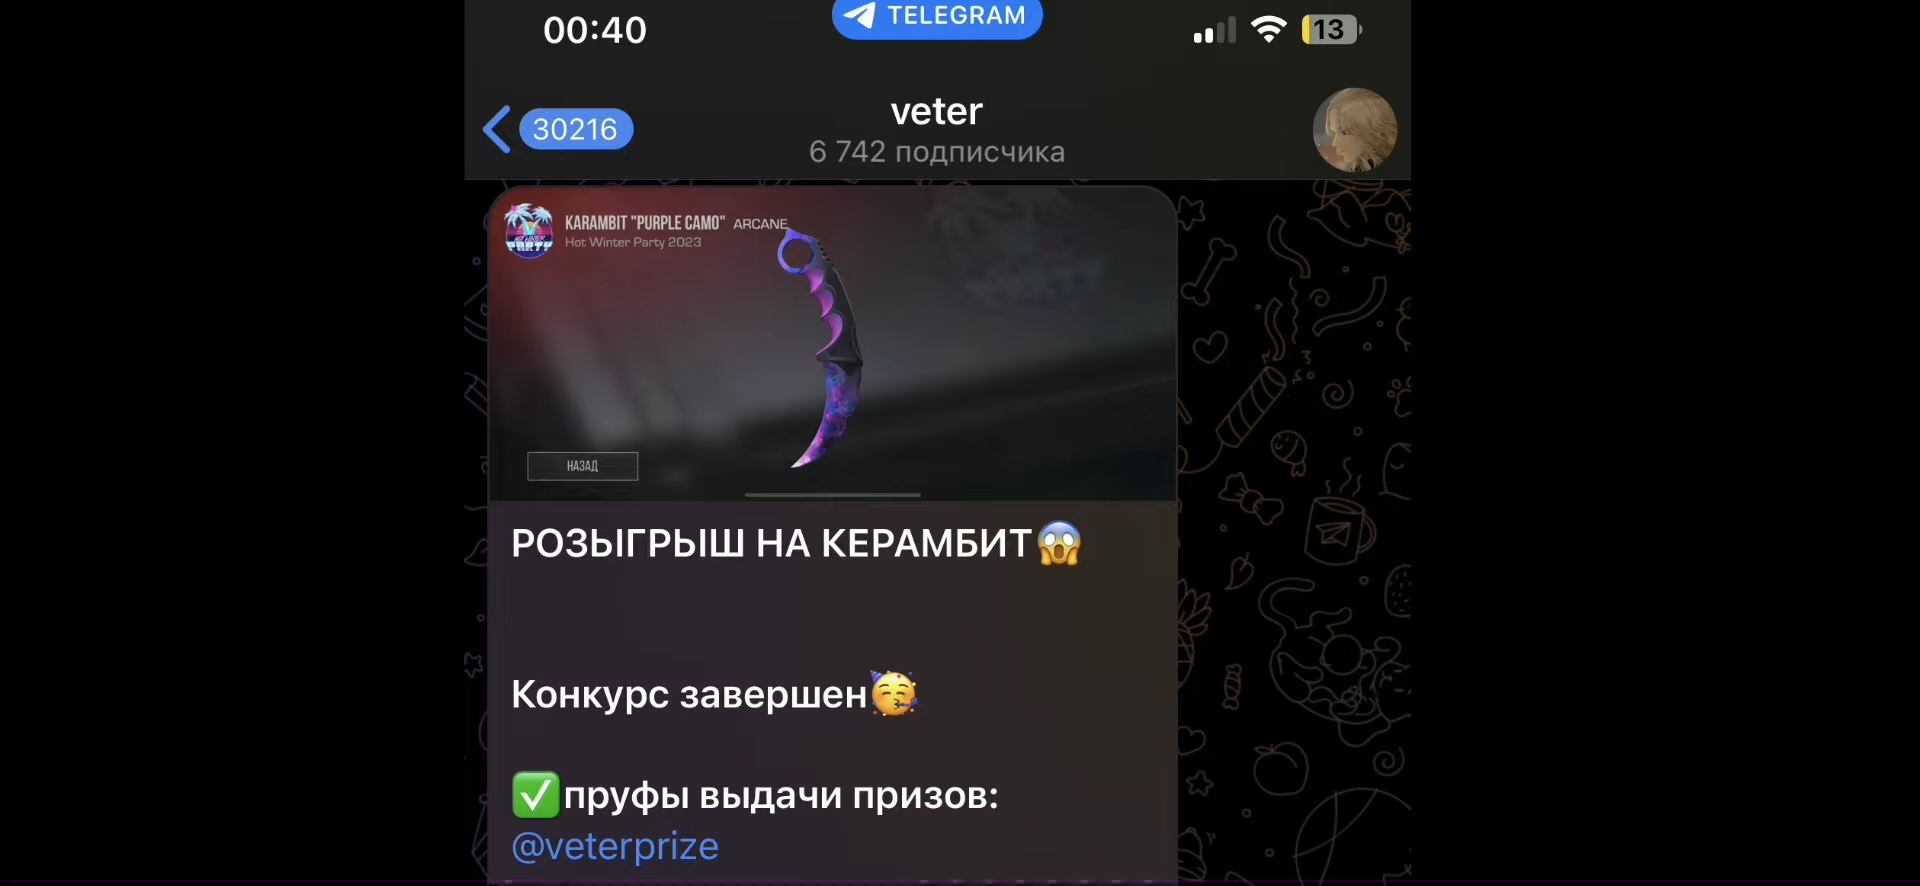 00:40
TELEGRAM
13
30216
veter
6 742 подписчика
KARAMBIT "PURPLE CAMO" ARCANE
Hot Winter Party 2023
НАЗАД
РОЗЫГРЫШ НА КЕРАМБИТ😱
Конкурс завершен🥳
✅пруфы выдачи призов:
@veterprize